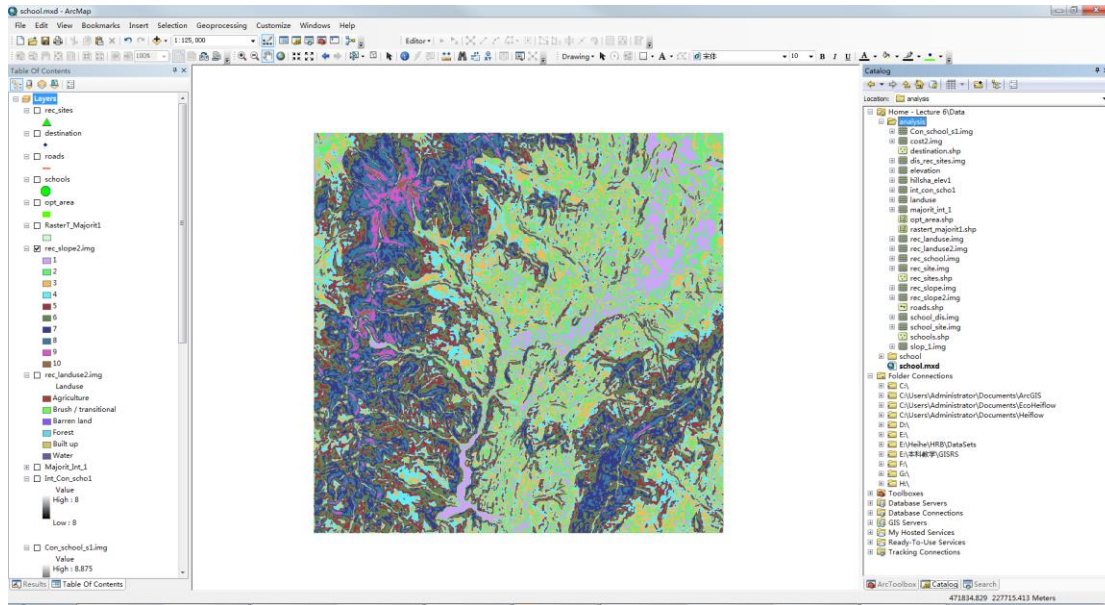 school.mxd - ArcMap
File Edit View Bookmarks Insert Selection Geoprocessing Customize Windows Help
1:125,000
Editor
100%
Drawing
宋体
10
B I U A
Table Of Contents
Layers
rec_sites
destination
roads
schools
opt_area
RasterT_Majorit1
rec_slope2.img
1
2
3
4
5
6
7
8
9
10
rec_landuse2.img
Landuse
Agriculture
Brush / transitional
Barren land
Forest
Built up
Water
Majorit_Int_1
Int_Con_scho1
Value
High : 8
Low : 8
Con_school_s1.img
Value
High : 8.875
Results Table Of Contents
Catalog
Location: analysis
Home - Lecture 6\Data
analysis
Con_school_s1.img
cost2.img
destination.shp
dis_rec_sites.img
elevation
hillsha_elev1
int_con_scho1
landuse
majorit_int_1
opt_area.shp
rastert_majorit1.shp
rec_landuse.img
rec_landuse2.img
rec_school.img
rec_site.img
rec_sites.shp
rec_slope.img
rec_slope2.img
roads.shp
school_dis.img
school_site.img
schools.shp
slop_1.img
school
school.mxd
Folder Connections
C:\
C:\Users\Administrator\Documents\ArcGIS
C:\Users\Administrator\Documents\EcoHeiflow
C:\Users\Administrator\Documents\Heiflow
D:\
E:\
E:\Heihe\HRB\DataSets
E:\本科教学\GISRS
F:\
G:\
H:\
Toolboxes
Database Servers
Database Connections
GIS Servers
My Hosted Services
Ready-To-Use Services
Tracking Connections
ArcToolbox Catalog Search
471834.829 227715.413 Meters